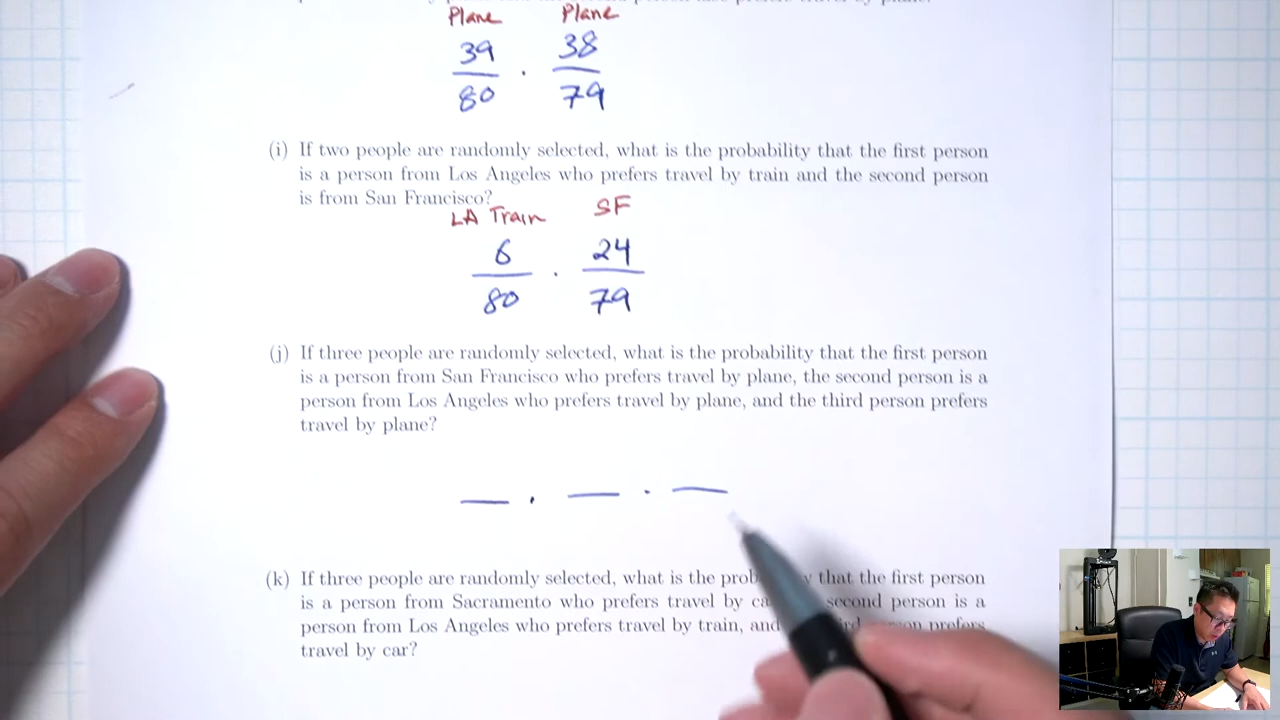 Plane Plane
39 38
80 . 79
(i) If two people are randomly selected, what is the probability that the first person
is a person from Los Angeles who prefers travel by train and the second person
is from San Francisco?
LA Train SF
6 24
80 . 79
(j) If three people are randomly selected, what is the probability that the first person
is a person from San Francisco who prefers travel by plane, the second person is a
person from Los Angeles who prefers travel by plane, and the third person prefers
travel by plane?
(k) If three people are randomly selected, what is the that the first person
is a person from Sacramento who prefers travel by second person is a
person from Los Angeles who prefers travel by train, and prefers
travel by car?